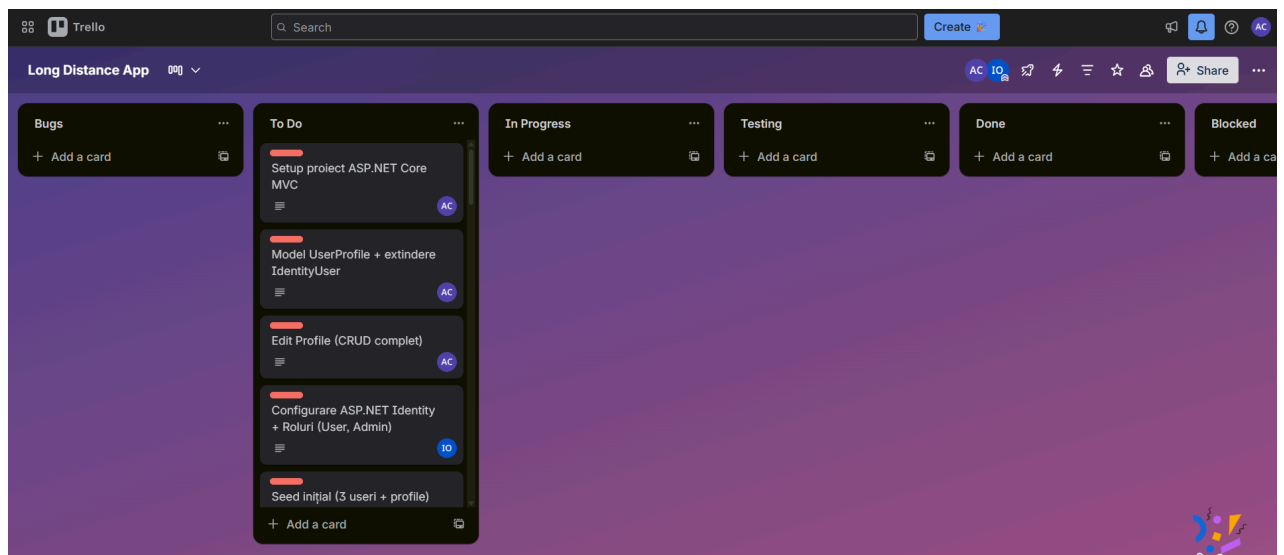 Trello
Search
Create
AC
Long Distance App
AC IO
Share
Bugs
Add a card
To Do
Setup proiect ASP.NET Core
MVC
AC
Model UserProfile + extindere
IdentityUser
AC
Edit Profile (CRUD complet)
AC
Configurare ASP.NET Identity
+ Roluri (User, Admin)
IO
Seed inițial (3 useri + profile)
Add a card
In Progress
Add a card
Testing
Add a card
Done
Add a card
Blocked
Add a ca